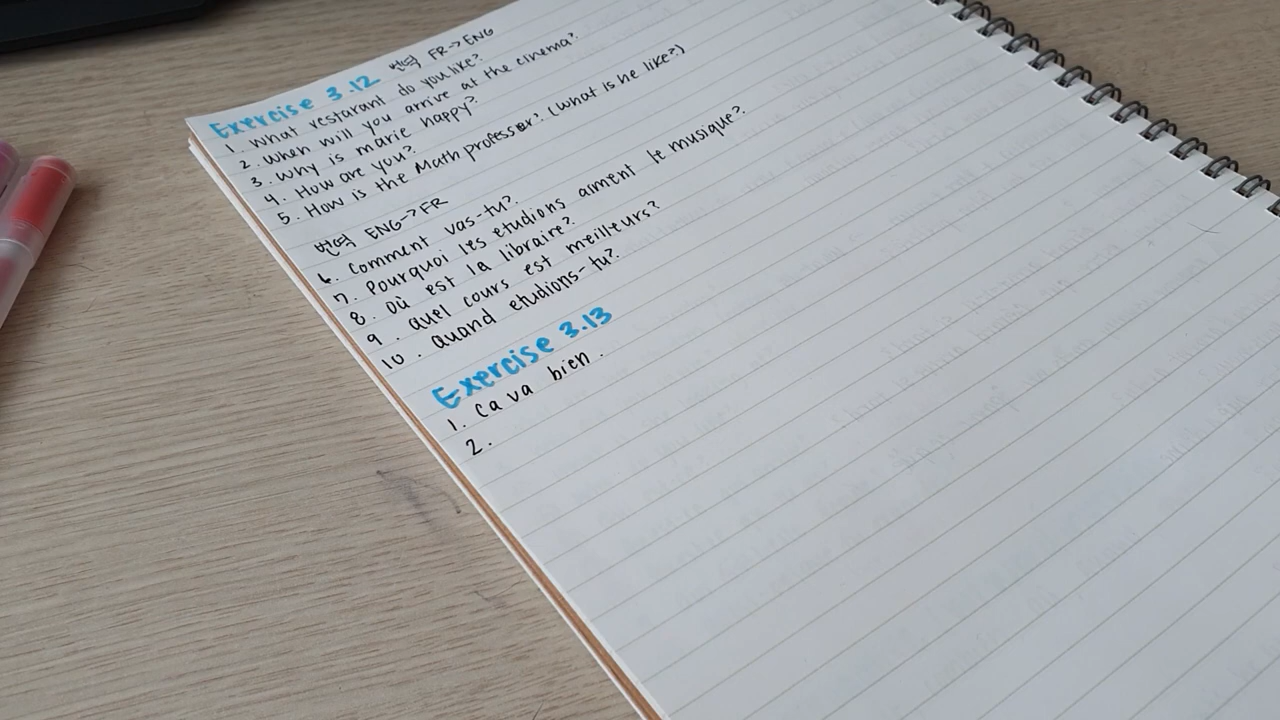 Exercise 3.12 번역 FR→ENG
1. What restarant do you like?
2. When will you arrive at the cinema?
3. Why is marie happy?
4. How are you?
5. How is the Math professor? (What is he like?)
번역 ENG→FR
6. Comment vas-tu?
7. Pourquoi les etudions aiment le musique?
8. Où est la libraire?
9. Quel cours est meilleurs?
10. Quand etudions-tu?
Exercise 3.13
1. Ca va bien.
2.